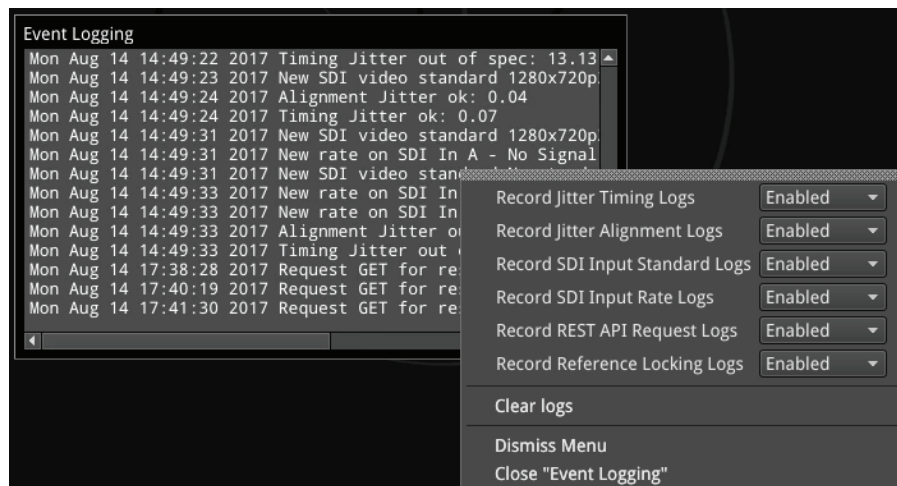 Event Logging
Mon Aug 14 14:49:22 2017 Timing Jitter out of spec: 13.13
Mon Aug 14 14:49:23 2017 New SDI video standard 1280x720p
Mon Aug 14 14:49:24 2017 Alignment Jitter ok: 0.04
Mon Aug 14 14:49:24 2017 Timing Jitter ok: 0.07
Mon Aug 14 14:49:31 2017 New SDI video standard 1280x720p
Mon Aug 14 14:49:31 2017 New rate on SDI In A - No Signal
Mon Aug 14 14:49:31 2017 New SDI video
Mon Aug 14 14:49:33 2017 New rate on SDI In
Mon Aug 14 14:49:33 2017 New rate on SDI In
Mon Aug 14 14:49:33 2017 Alignment Jitter
Mon Aug 14 14:49:33 2017 Timing Jitter out
Mon Aug 14 17:38:28 2017 Request GET for re
Mon Aug 14 17:40:19 2017 Request GET for re
Mon Aug 14 17:41:30 2017 Request GET for re
Record Jitter Timing Logs Enabled
Record Jitter Alignment Logs Enabled
Record SDI Input Standard Logs Enabled
Record SDI Input Rate Logs Enabled
Record REST API Request Logs Enabled
Record Reference Locking Logs Enabled
Clear logs
Dismiss Menu
Close "Event Logging"